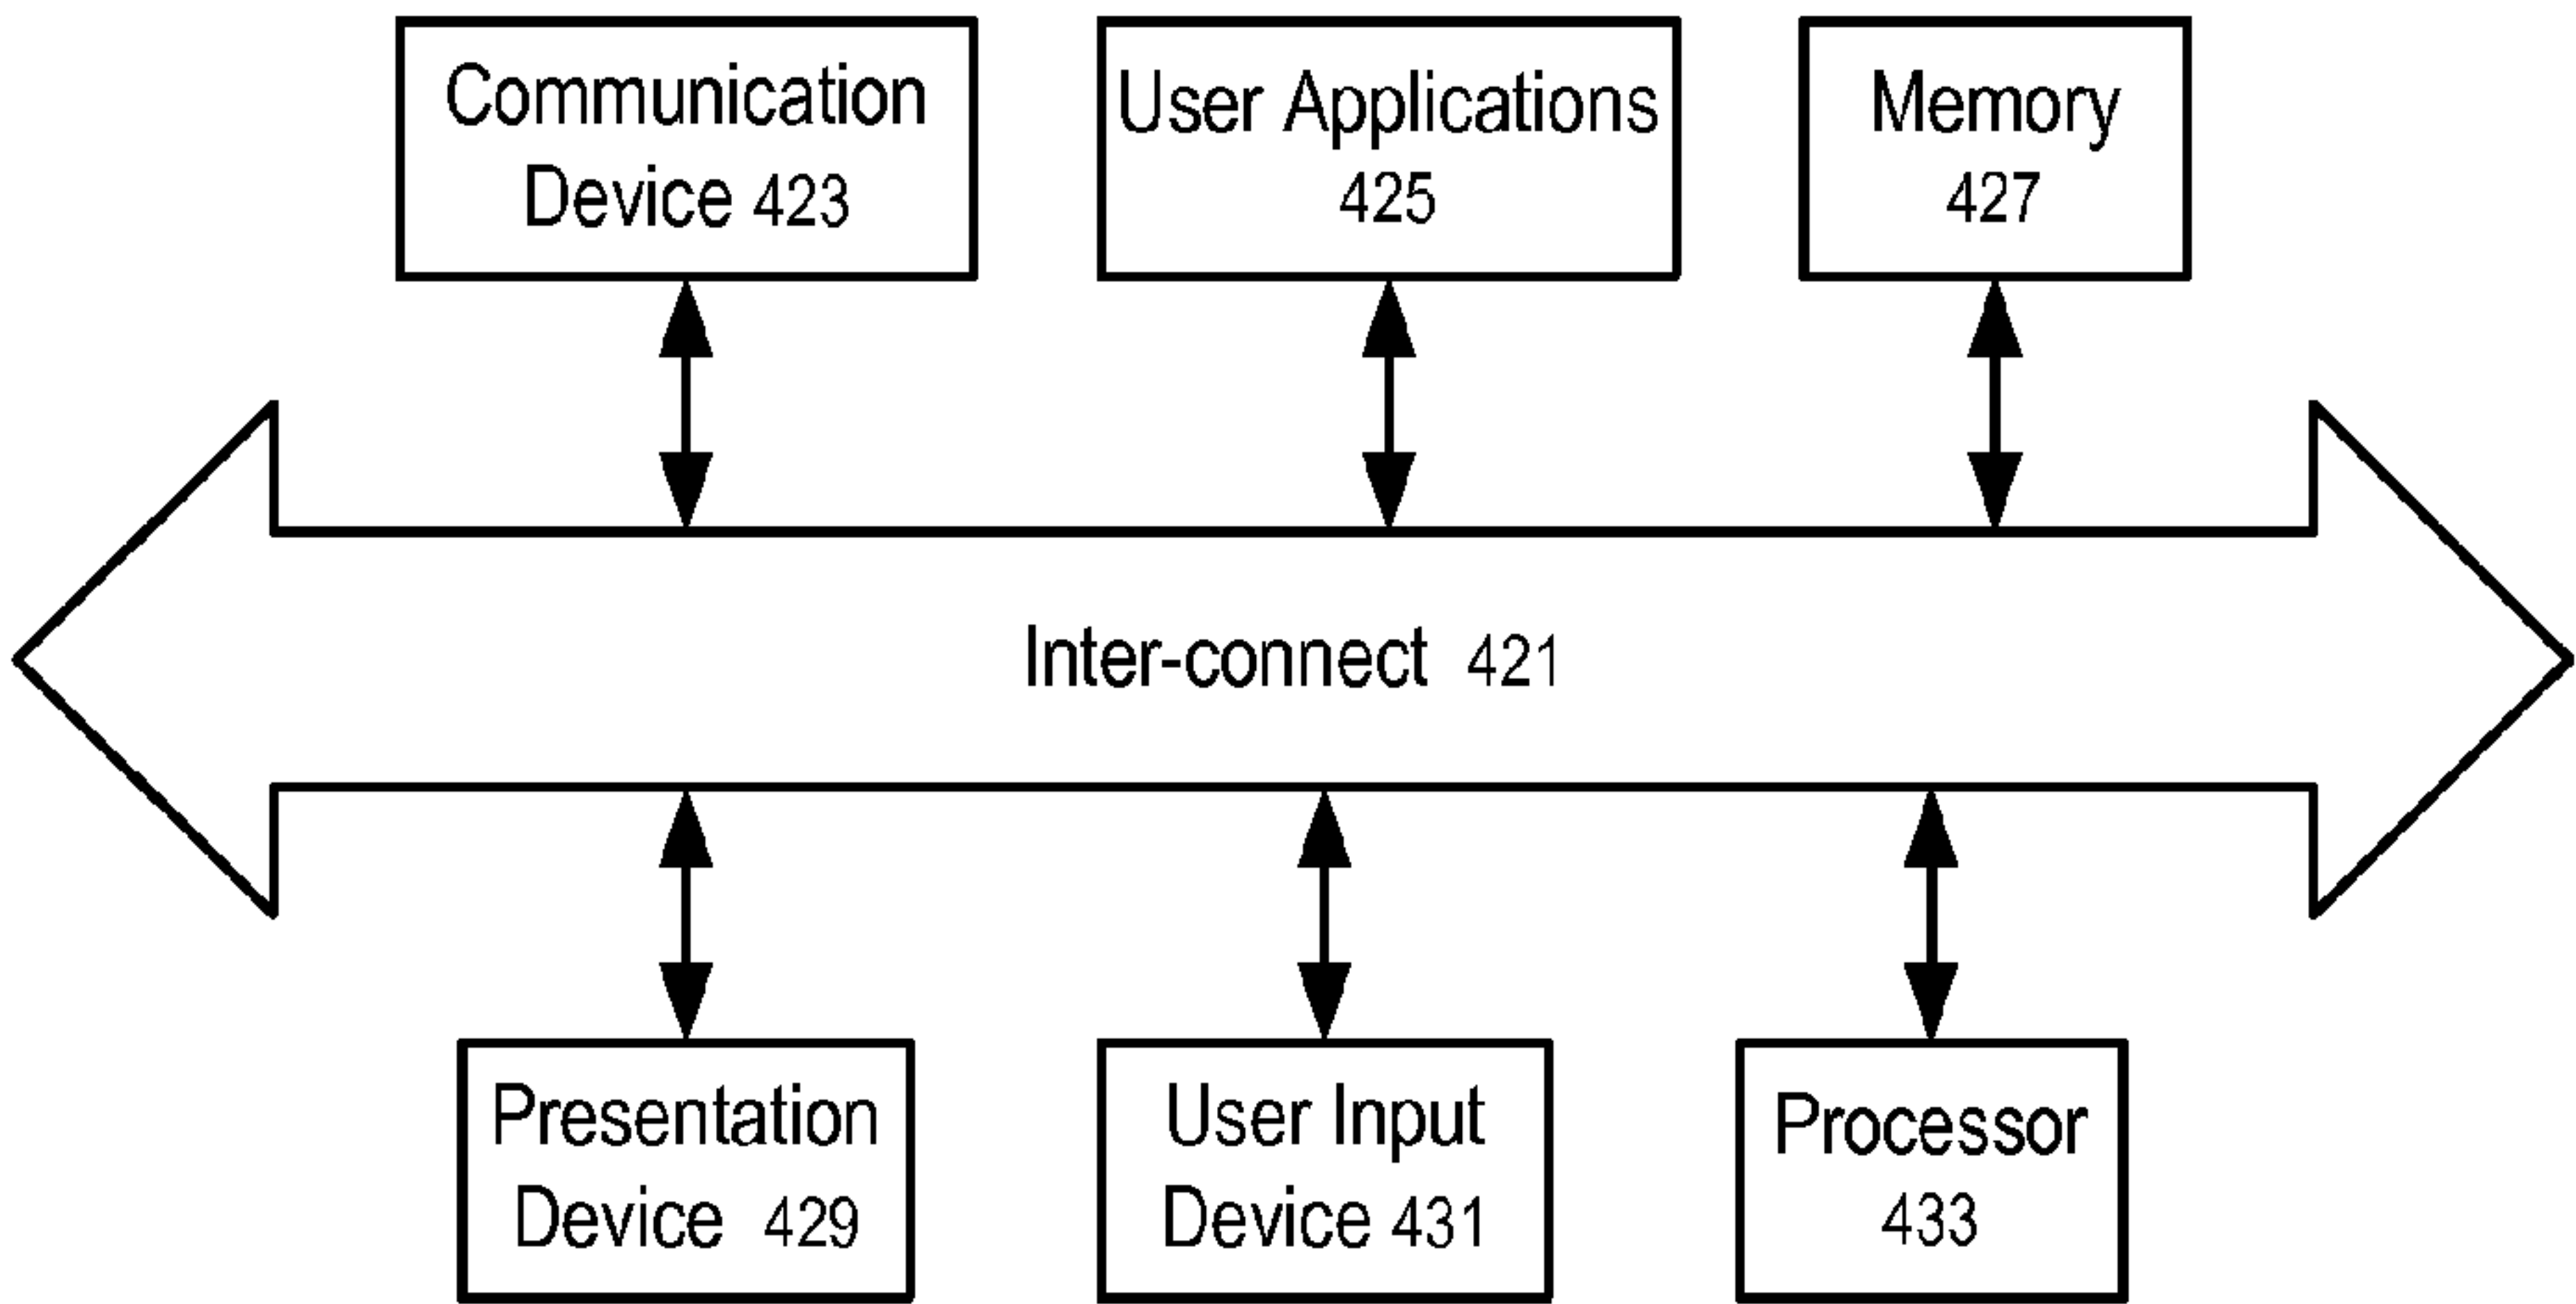 Communication
Device 423
User Applications
425
Memory
427
Inter-connect 421
Presentation
Device 429
User Input
Device 431
Processor
433